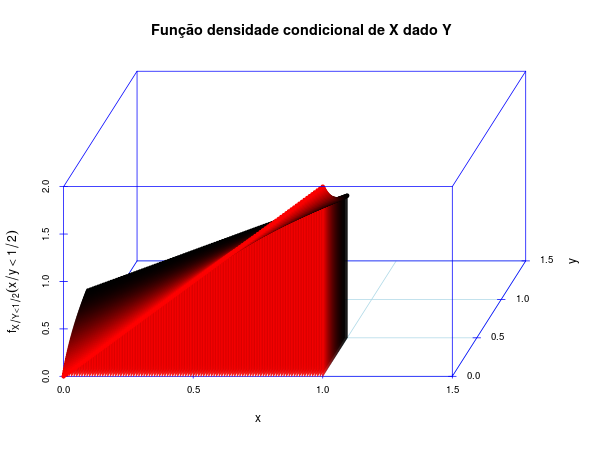 Função densidade condicional de X dado Y
2.0
1.5
1.0
0.5
0.0
f_{X/Y<1/2}(x/y<1/2)
0.0 0.5 1.0 1.5
x
0.0
0.5
1.0
1.5
y